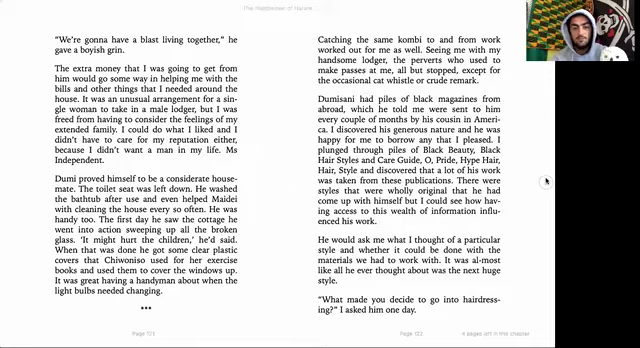 The Hairdresser of Harare
“We’re gonna have a blast living together,” he
gave a boyish grin.
The extra money that I was going to get from
him would go some way in helping me with the
bills and other things that I needed around the
house. It was an unusual arrangement for a sin-
gle woman to take in a male lodger, but I was
freed from having to consider the feelings of my
extended family. I could do what I liked and I
didn’t have to care for my reputation either,
because I didn’t want a man in my life. Ms
Independent.
Dumi proved himself to be a considerate house-
mate. The toilet seat was left down. He washed
the bathtub after use and even helped Maidei
with cleaning the house every so often. He was
handy too. The first day he saw the cottage he
went into action sweeping up all the broken
glass. ‘It might hurt the children,’ he’d said.
When that was done he got some clear plastic
covers that Chiwoniso used for her exercise
books and used them to cover the windows up.
It was great having a handyman about when the
light bulbs needed changing.
***
Page 121
Catching the same kombi to and from work
worked out for me as well. Seeing me with my
handsome lodger, the perverts who used to
make passes at me, all but stopped, except for
the occasional cat whistle or crude remark.
Dumisani had piles of black magazines from
abroad, which he told me were sent to him
every couple of months by his cousin in Ameri-
ca. I discovered his generous nature and he was
happy for me to borrow any that I pleased. I
plunged through piles of Black Beauty, Black
Hair Styles and Care Guide, O, Pride, Hype Hair,
Hair, Style and discovered that a lot of his work
was taken from these publications. There were
styles that were wholly original that he had
come up with himself but I could see how hav-
ing access to this wealth of information influ-
enced his work.
He would ask me what I thought of a particular
style and whether it could be done with the
materials we had to work with. It was al-most
like all he ever thought about was the next huge
style.
“What made you decide to go into hairdress-
ing?” I asked him one day.
Page 122
4 pages left in this chapter